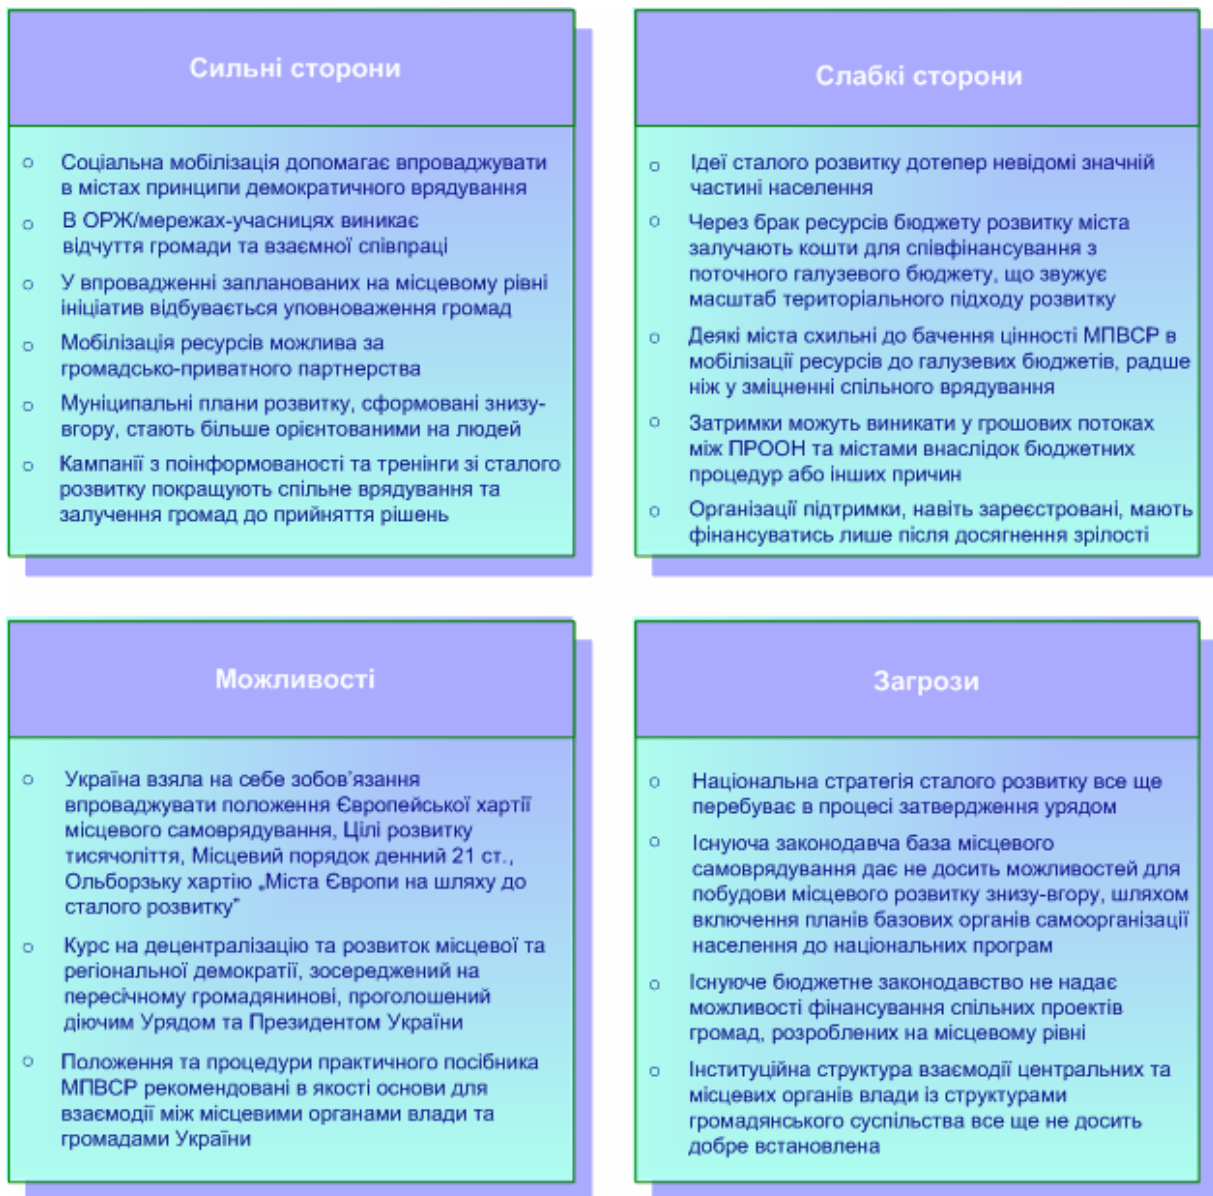 Сильні сторони
○ Соціальна мобілізація допомагає впроваджувати
в містах принципи демократичного врядування
○ В ОРЖ/мережах-учасницях виникає
відчуття громади та взаємної співпраці
○ У впровадженні запланованих на місцевому рівні
ініціатив відбувається уповноваження громад
○ Мобілізація ресурсів можлива за
громадсько-приватного партнерства
○ Муніципальні плани розвитку, сформовані знизу-
вгору, стають більше орієнтованими на людей
○ Кампанії з поінформованості та тренінги зі сталого
розвитку покращують спільне врядування та
залучення громад до прийняття рішень
Слабкі сторони
○ Ідеї сталого розвитку дотепер невідомі значній
частині населення
○ Через брак ресурсів бюджету розвитку міста
залучають кошти для співфінансування з
поточного галузевого бюджету, що звужує
масштаб територіального підходу розвитку
○ Деякі міста схильні до бачення цінності МПВСР в
мобілізації ресурсів до галузевих бюджетів, радше
ніж у зміцненні спільного врядування
○ Затримки можуть виникати у грошових потоках
між ПРООН та містами внаслідок бюджетних
процедур або інших причин
○ Організації підтримки, навіть зареєстровані, мають
фінансуватись лише після досягнення зрілості
Можливості
○ Україна взяла на себе зобов’язання
впроваджувати положення Європейської хартії
місцевого самоврядування, Цілі розвитку
тисячоліття, Місцевий порядок денний 21 ст.,
Ольборзьку хартію „Міста Європи на шляху до
сталого розвитку”
○ Курс на децентралізацію та розвиток місцевої та
регіональної демократії, зосереджений на
пересічному громадянинові, проголошений
діючим Урядом та Президентом України
○ Положення та процедури практичного посібника
МПВСР рекомендовані в якості основи для
взаємодії між місцевими органами влади та
громадами України
Загрози
○ Національна стратегія сталого розвитку все ще
перебуває в процесі затвердження урядом
○ Існуюча законодавча база місцевого
самоврядування дає не досить можливостей для
побудови місцевого розвитку знизу-вгору, шляхом
включення планів базових органів самоорганізації
населення до національних програм
○ Існуюче бюджетне законодавство не надає
можливості фінансування спільних проектів
громад, розроблених на місцевому рівні
○ Інституційна структура взаємодії центральних та
місцевих органів влади із структурами
громадянського суспільства все ще не досить
добре встановлена